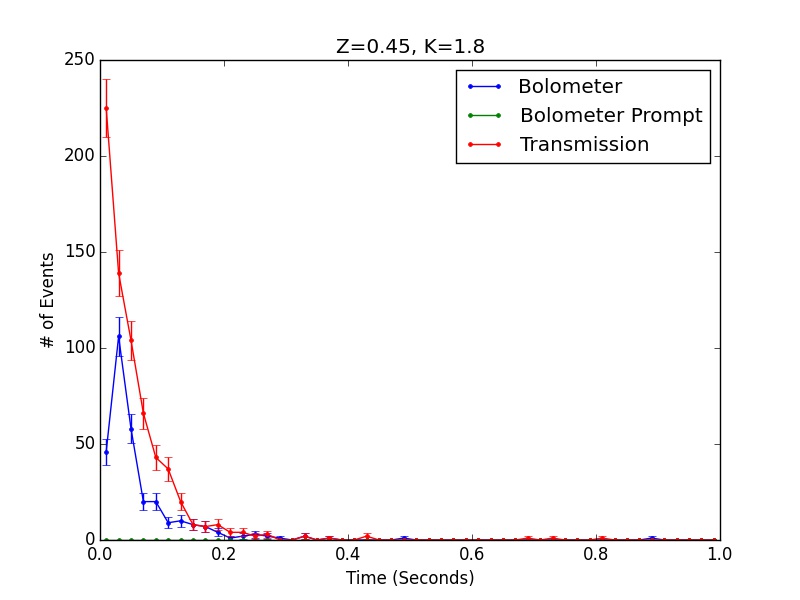 Z=0.45, K=1.8
250
200
150
100
50
0
# of Events
Bolometer
Bolometer Prompt
Transmission
0.0 0.2 0.4 0.6 0.8 1.0
Time (Seconds)